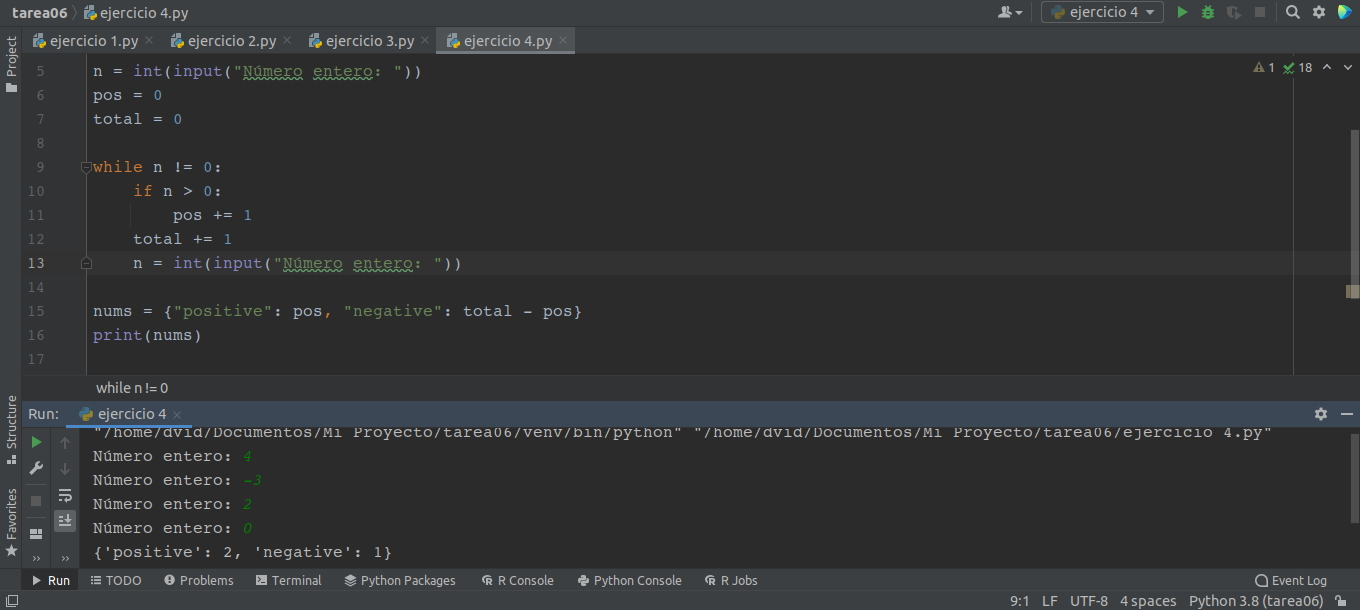 tarea06 ejercicio 4.py ejercicio 4
Project ejercicio 1.py ejercicio 2.py ejercicio 3.py ejercicio 4.py
5 n = int(input("Número entero: ")) 1 18
6 pos = 0
7 total = 0
8
9 while n != 0:
10 if n > 0:
11 pos += 1
12 total += 1
13 n = int(input("Número entero: "))
14
15 nums = {"positive": pos, "negative": total - pos}
16 print(nums)
17
while n != 0
Structure
Favorites
Run: ejercicio 4
"/home/dvid/Documentos/Mi Proyecto/tarea06/venv/bin/python" "/home/dvid/Documentos/Mi Proyecto/tarea06/ejercicio 4.py"
Número entero: 4
Número entero: -3
Número entero: 2
Número entero: 0
{'positive': 2, 'negative': 1}
Run TODO Problems Terminal Python Packages R Console Python Console R Jobs Event Log
9:1 LF UTF-8 4 spaces Python 3.8 (tarea06)